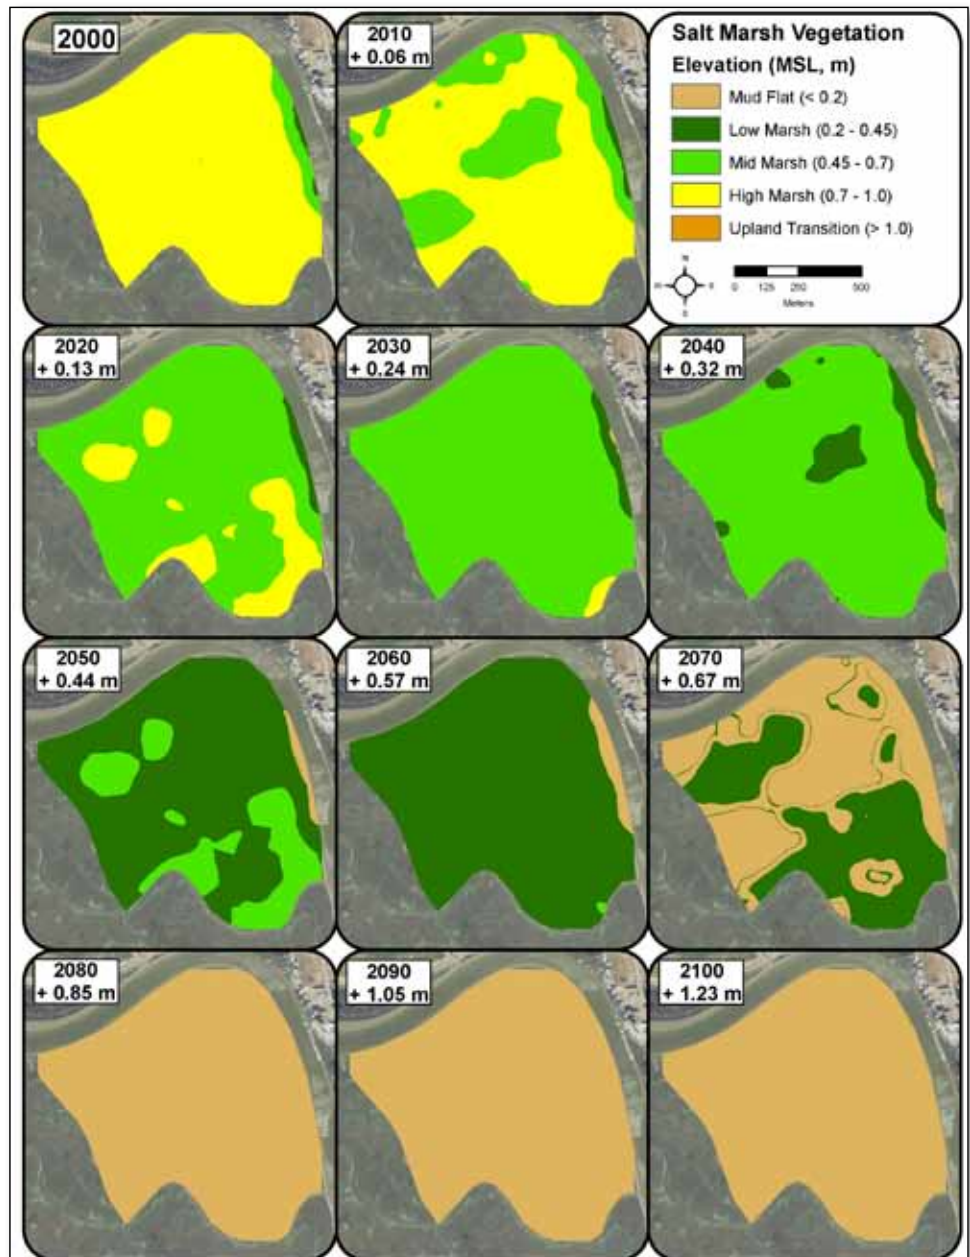 2000
2010
+ 0.06 m
Salt Marsh Vegetation
Elevation (MSL, m)
Mud Flat (< 0.2)
Low Marsh (0.2 - 0.45)
Mid Marsh (0.45 - 0.7)
High Marsh (0.7 - 1.0)
Upland Transition (> 1.0)
N
S
0 125 250 500
Meters
2020
+ 0.13 m
2030
+ 0.24 m
2040
+ 0.32 m
2050
+ 0.44 m
2060
+ 0.57 m
2070
+ 0.67 m
2080
+ 0.85 m
2090
+ 1.05 m
2100
+ 1.23 m